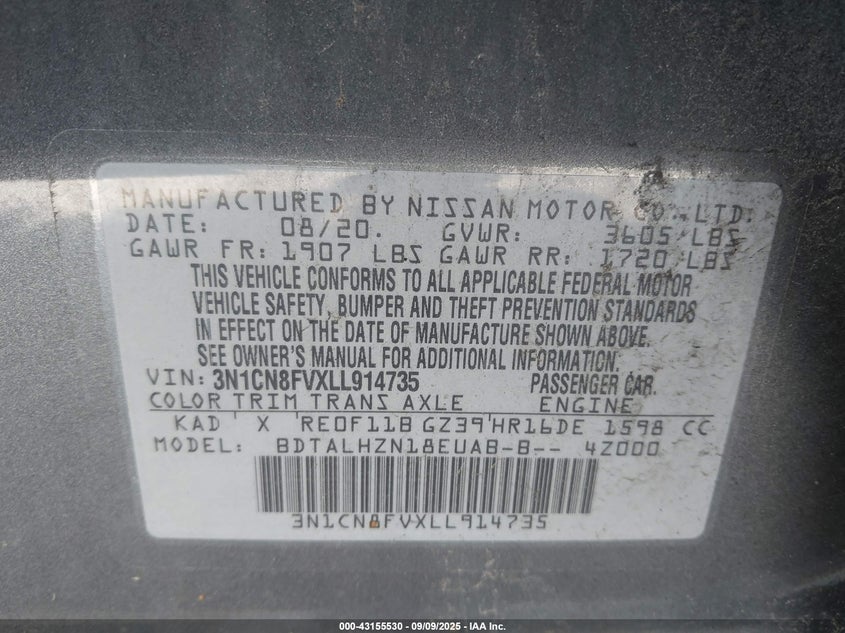 MANUFACTURED BY NISSAN MOTOR CO., LTD.
DATE: 08/20. GVWR: 3605 LBS
GAWR FR: 1907 LBS GAWR RR: 1720 LBS
THIS VEHICLE CONFORMS TO ALL APPLICABLE FEDERAL MOTOR
VEHICLE SAFETY, BUMPER AND THEFT PREVENTION STANDARDS
IN EFFECT ON THE DATE OF MANUFACTURE SHOWN ABOVE.
SEE OWNER'S MANUAL FOR ADDITIONAL INFORMATION.
VIN: 3N1CN8FVXLL914735 PASSENGER CAR.
COLOR TRIM TRANS AXLE ENGINE
KAD X RE0F11B GZ39 HR16DE 1598 CC
MODEL: BDTALHZN18EUAB-B-- 4Z000
3N1CN8FVXLL914735
000-43155530 - 09/09/2025 - IAA Inc.